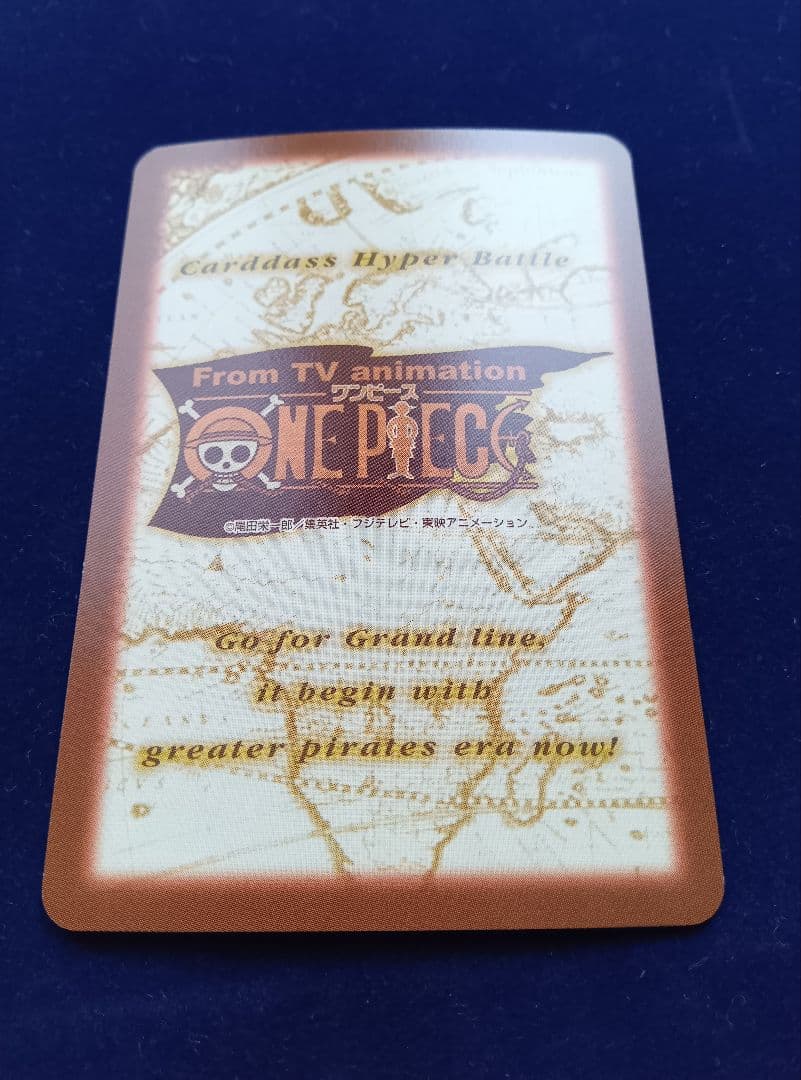 Carddass Hyper Battle
From TV animation
ワンピース
ONE PIECE
©尾田栄一郎／集英社・フジテレビ・東映アニメーション
Go for Grand line,
it begin with
greater pirates era now!